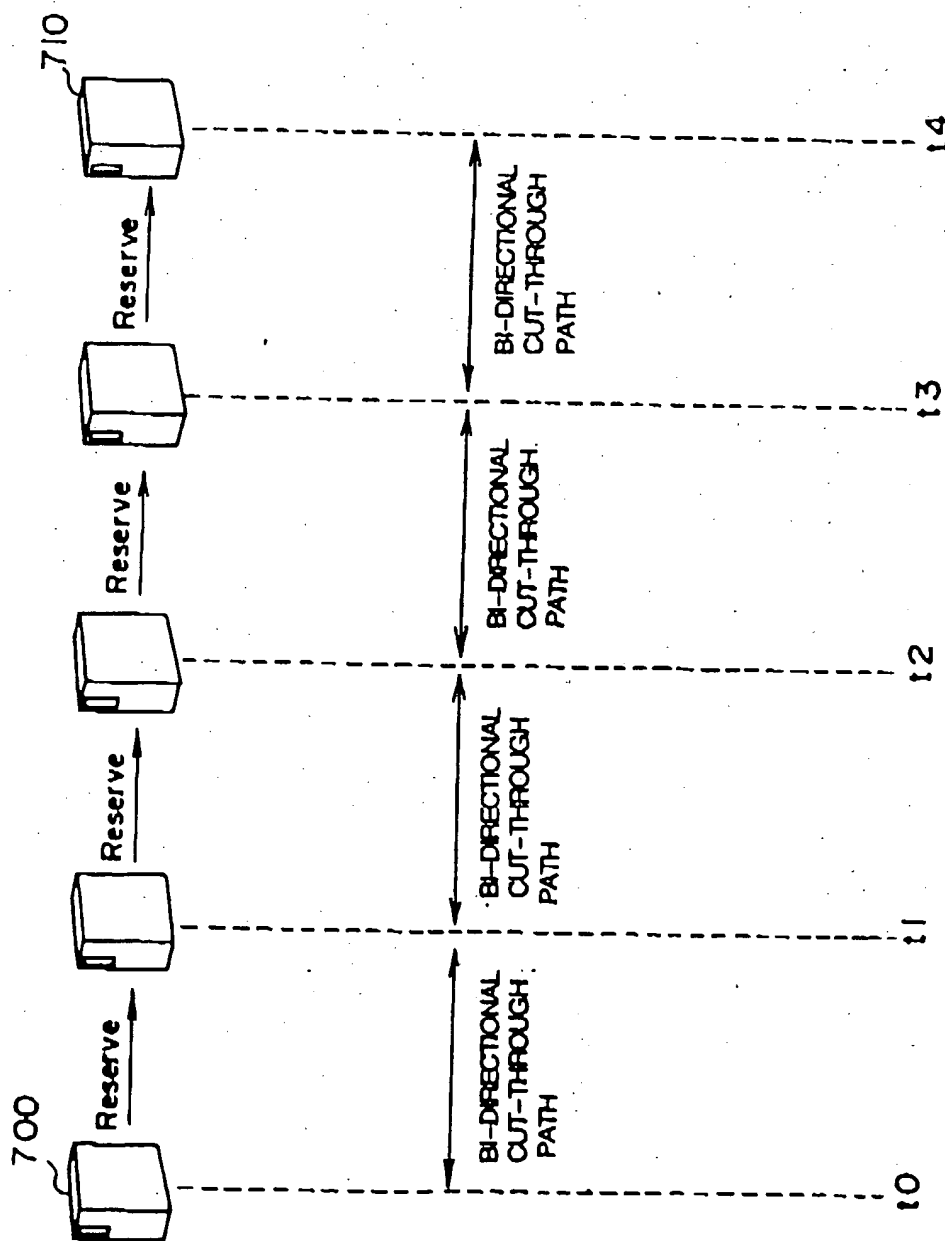 700
710
Reserve
Reserve
Reserve
Reserve
BI-DIRECTIONAL
CUT-THROUGH
PATH
BI-DIRECTIONAL
CUT-THROUGH
PATH
BI-DIRECTIONAL
CUT-THROUGH
PATH
BI-DIRECTIONAL
CUT-THROUGH
PATH
t0
t1
t2
t3
t4